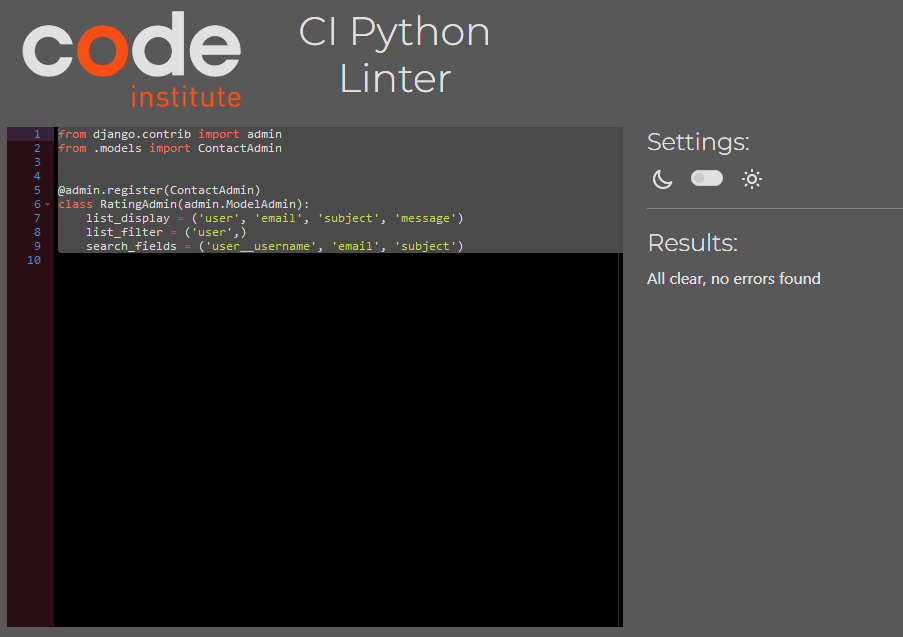 code
institute
CI Python
Linter
1 from django.contrib import admin
2 from .models import ContactAdmin
3
4
5 @admin.register(ContactAdmin)
6 class RatingAdmin(admin.ModelAdmin):
7     list_display = ('user', 'email', 'subject', 'message')
8     list_filter = ('user',)
9     search_fields = ('user__username', 'email', 'subject')
10
Settings:
Results:
All clear, no errors found